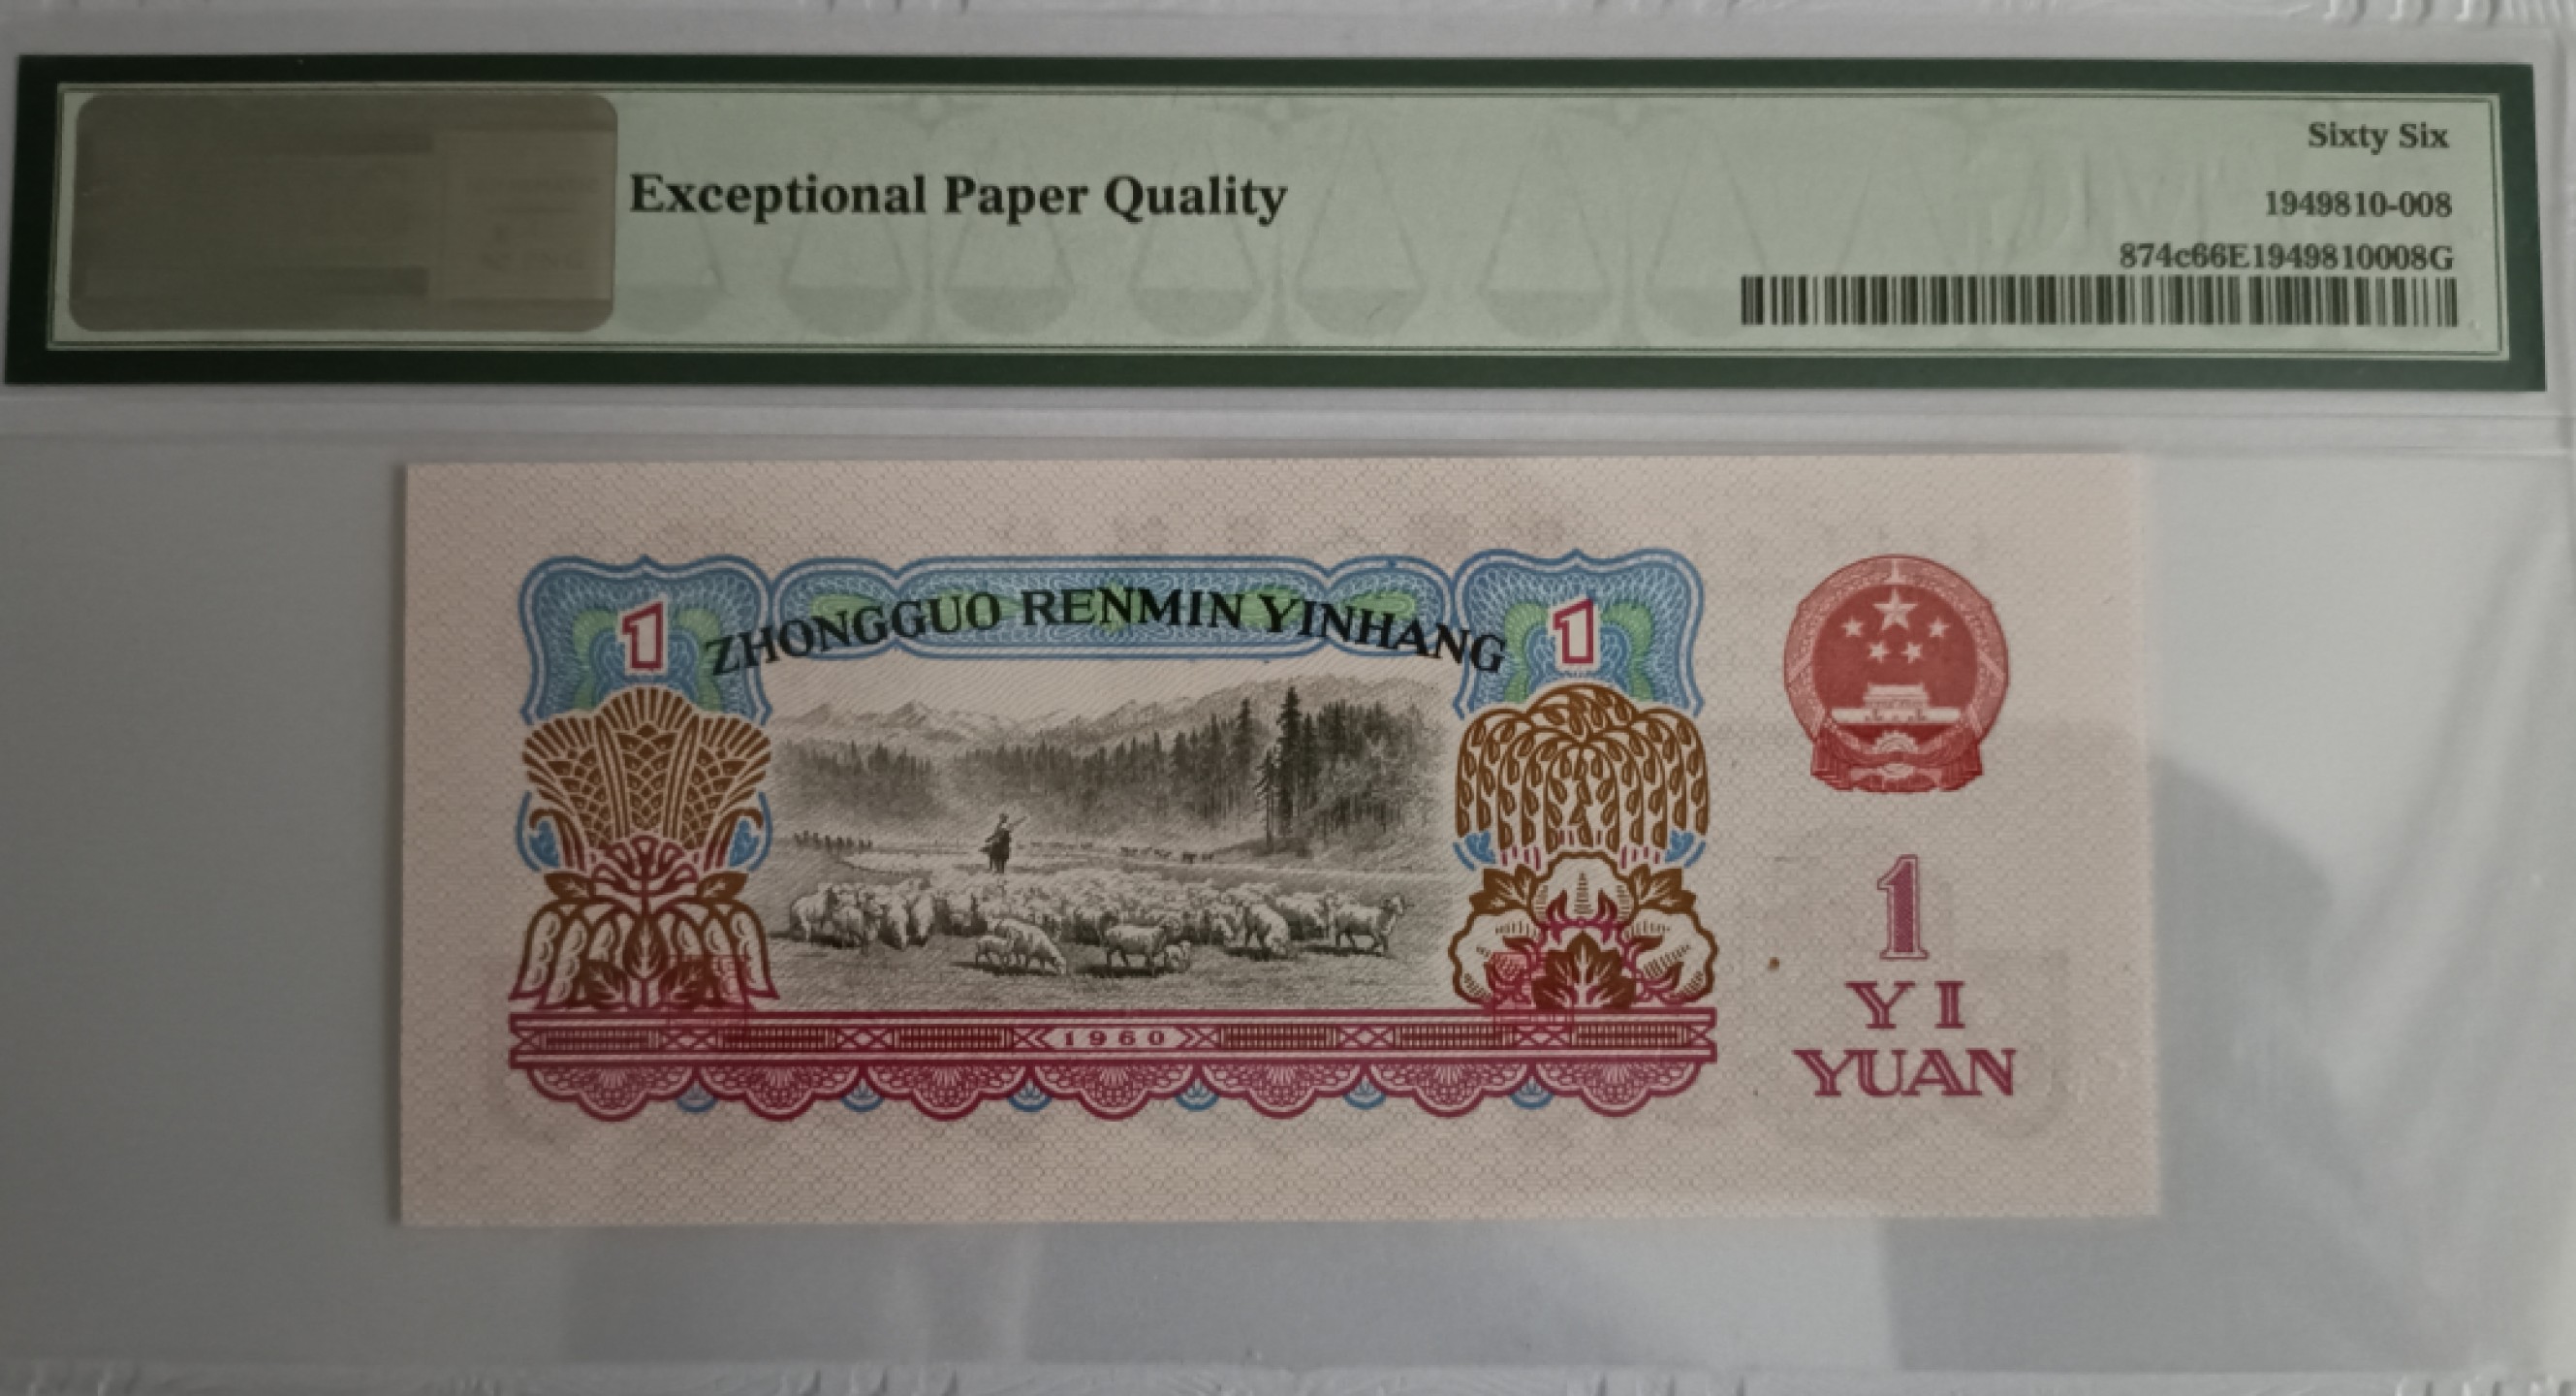 Exceptional Paper Quality
Sixty Six
1949810-008
874c66E1949810008G
1
ZHONGGUO RENMIN YINHANG
1
1
YI
YUAN
1960